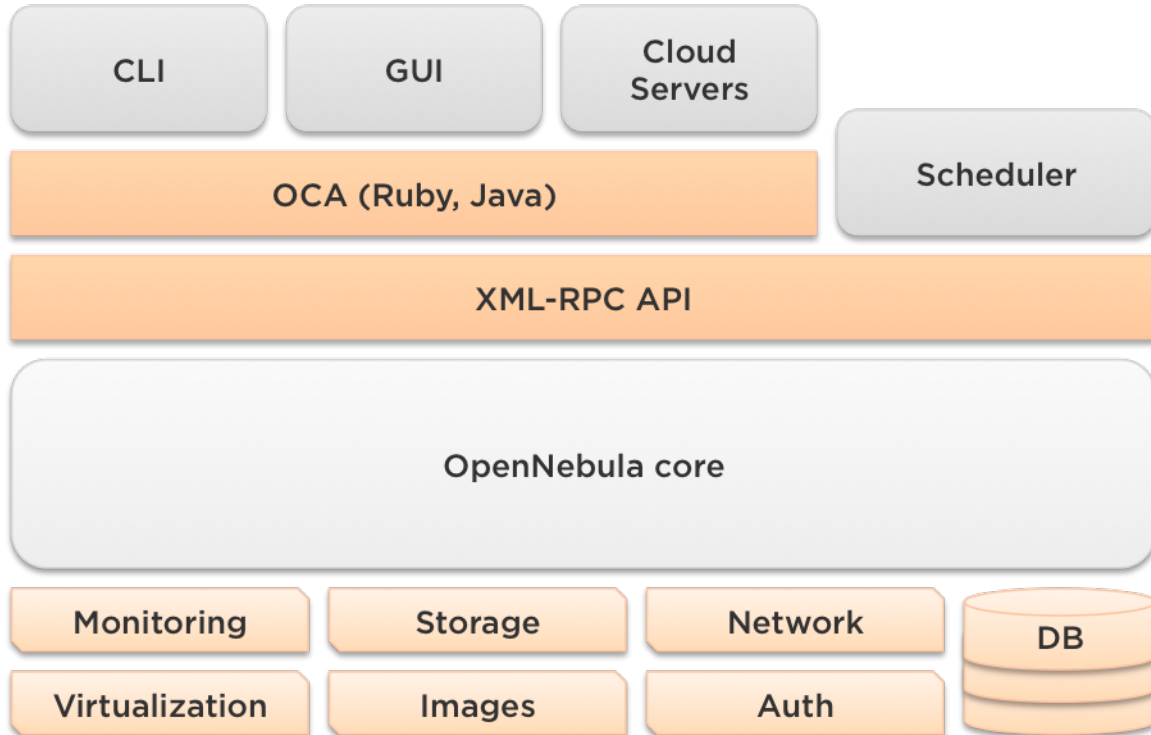 CLI
GUI
Cloud
Servers
Scheduler
OCA (Ruby, Java)
XML-RPC API
OpenNebula core
Monitoring
Storage
Network
DB
Virtualization
Images
Auth